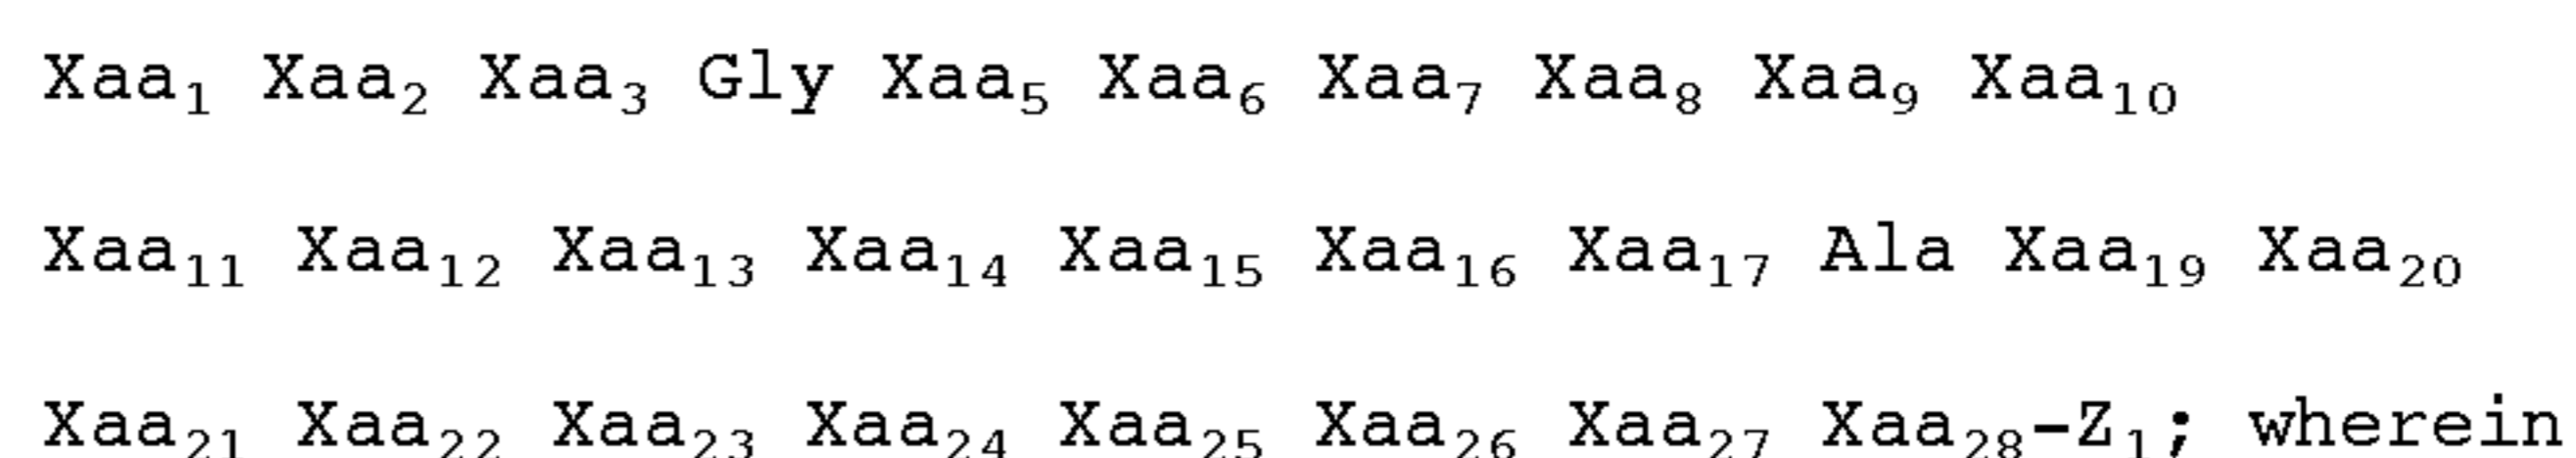 Xaa₁ Xaa₂ Xaa₃ Gly Xaa₅ Xaa₆ Xaa₇ Xaa₈ Xaa₉ Xaa₁₀
Xaa₁₁ Xaa₁₂ Xaa₁₃ Xaa₁₄ Xaa₁₅ Xaa₁₆ Xaa₁₇ Ala Xaa₁₉ Xaa₂₀
Xaa₂₁ Xaa₂₂ Xaa₂₃ Xaa₂₄ Xaa₂₅ Xaa₂₆ Xaa₂₇ Xaa₂₈-Z₁; wherein